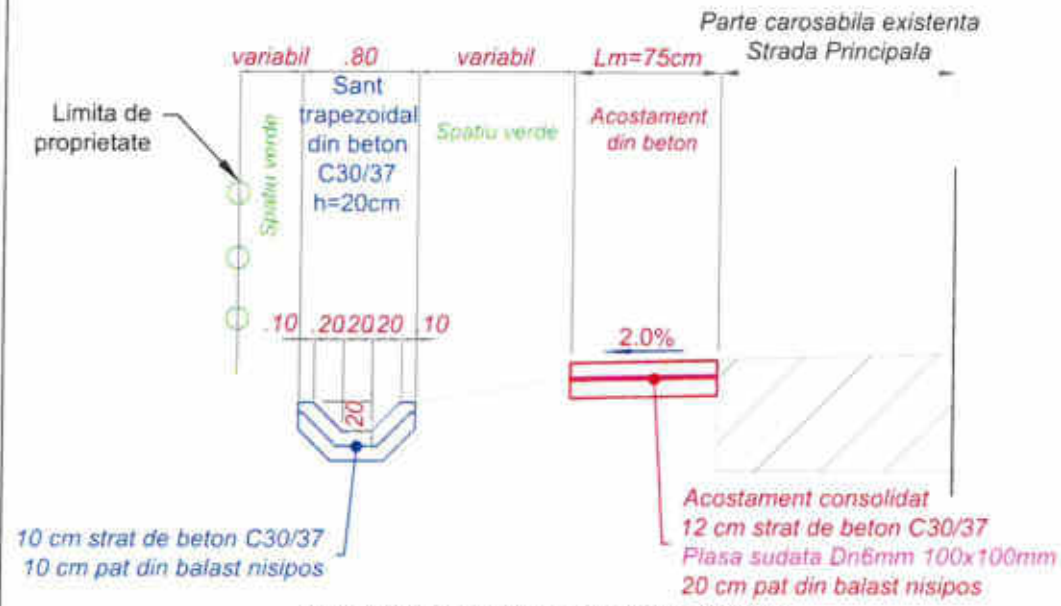 Parte carosabila existenta
Strada Principala
variabil .80 variabil Lm=75cm
Limita de
proprietate
Spatiu verde
Sant
trapezoidal
din beton
C30/37
h=20cm
Spatiu verde
Acostament
din beton
.10 .20 20 20 .10
20
2.0%
10 cm strat de beton C30/37
10 cm pat din balast nisipos
Acostament consolidat
12 cm strat de beton C30/37
Plasa sudata Dn6mm 100x100mm
20 cm pat din balast nisipos